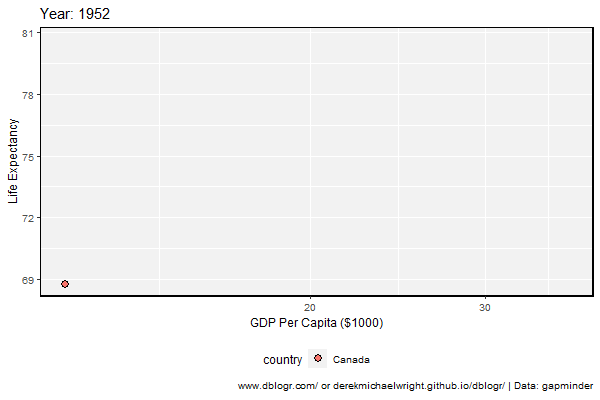 Year: 1952
81
78
75
72
69
Life Expectancy
20 30
GDP Per Capita ($1000)
country Canada
www.dblogr.com/ or derekmichaelwright.github.io/dblogr/ | Data: gapminder